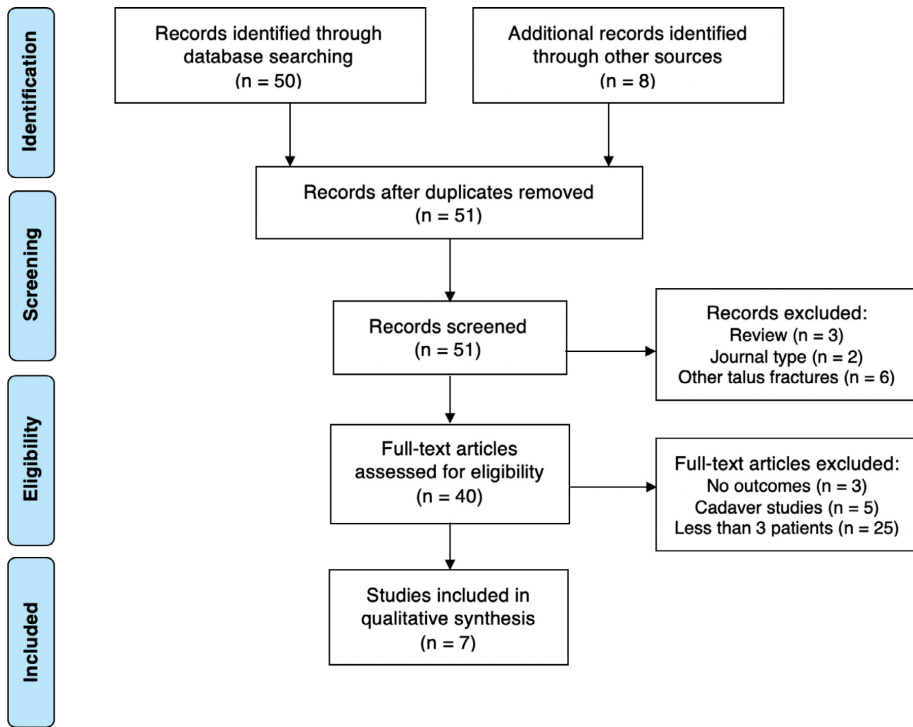 Identification
Records identified through
database searching
(n = 50)
Additional records identified
through other sources
(n = 8)
Records after duplicates removed
(n = 51)
Screening
Records screened
(n = 51)
Records excluded:
Review (n = 3)
Journal type (n = 2)
Other talus fractures (n = 6)
Eligibility
Full-text articles
assessed for eligibility
(n = 40)
Full-text articles excluded:
No outcomes (n = 3)
Cadaver studies (n = 5)
Less than 3 patients (n = 25)
Included
Studies included in
qualitative synthesis
(n = 7)